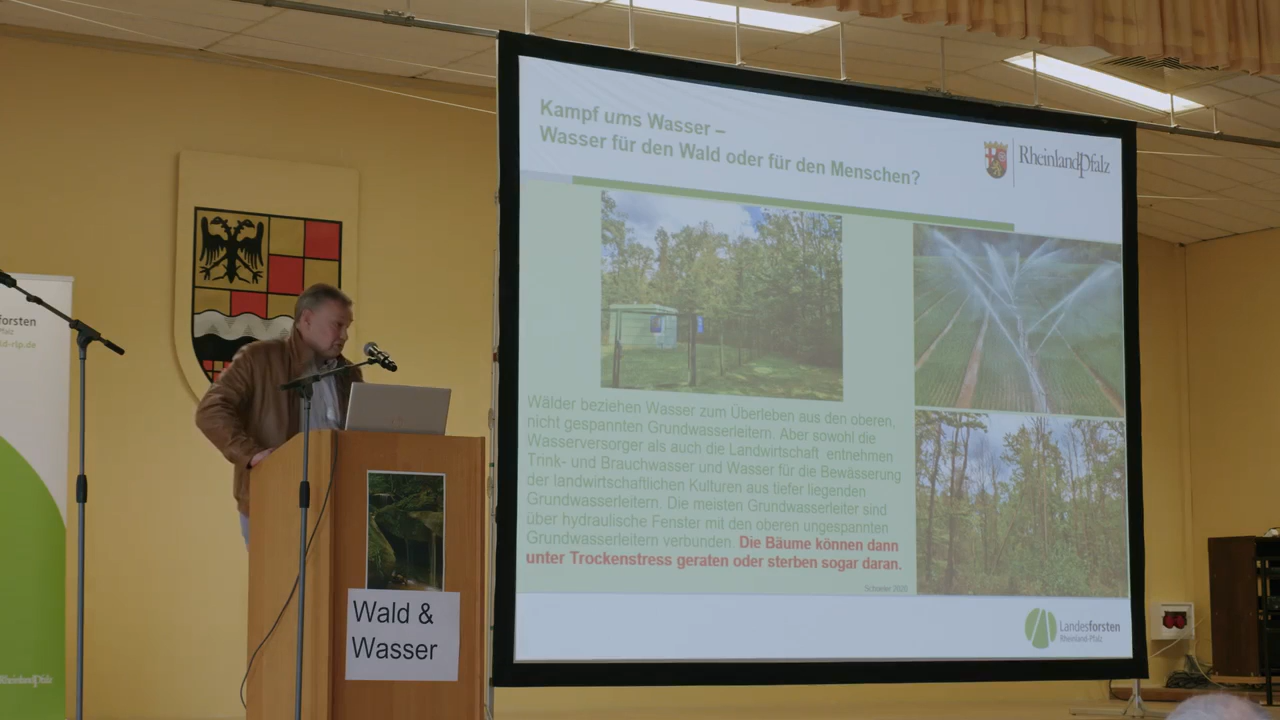 Kampf ums Wasser –
Wasser für den Wald oder für den Menschen?
RheinlandPfalz
Wälder beziehen Wasser zum Überleben aus den oberen,
nicht gespannten Grundwasserleitern. Aber sowohl die
Wasserversorger als auch die Landwirtschaft entnehmen
Trink- und Brauchwasser und Wasser für die Bewässerung
der landwirtschaftlichen Kulturen aus tiefer liegenden
Grundwasserleitern. Die meisten Grundwasserleiter sind
über hydraulische Fenster mit den oberen ungespannten
Grundwasserleitern verbunden. Die Bäume können dann
unter Trockenstress geraten oder sterben sogar daran.
Landesforsten
Rheinland-Pfalz
Wald &
Wasser
forsten
Pfalz
d-rlp.de
RheinlandPfalz